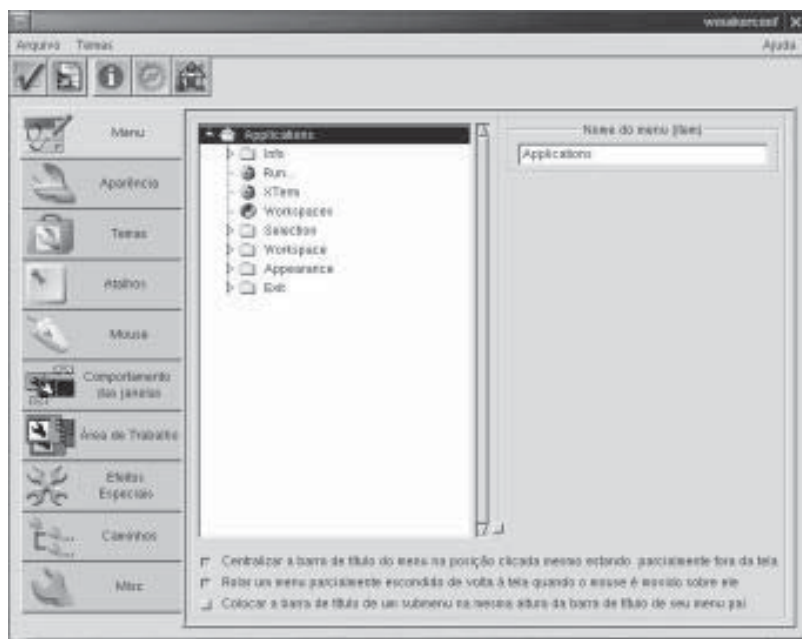 wmakerconf X
Arquivo Temas Ajuda
Menu
Aparência
Temas
Atalhos
Mouse
Comportamento
das janelas
Área de Trabalho
Efeitos
Especiais
Caminhos
Misc
Applications
Info
Run...
XTerm
Workspaces
Selection
Workspace
Appearance
Exit
Nome do menu (item)
Applications
Centralizar a barra de título do menu na posição clicada mesmo estando parcialmente fora da tela
Rolar um menu parcialmente escondido de volta à tela quando o mouse é movido sobre ele
Colocar a barra de título de um submenu na mesma altura da barra de título de seu menu pai